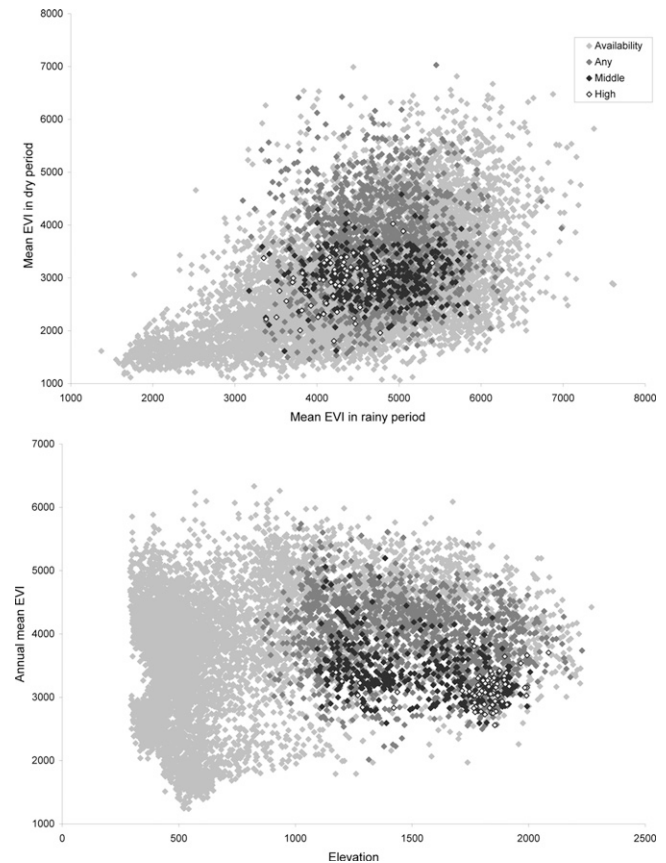 8000
7000
6000
5000
4000
3000
2000
1000
Mean EVI in dry period
Availability
Any
Middle
High
1000 2000 3000 4000 5000 6000 7000 8000
Mean EVI in rainy period
7000
6000
5000
4000
3000
2000
1000
Annual mean EVI
0 500 1000 1500 2000 2500
Elevation